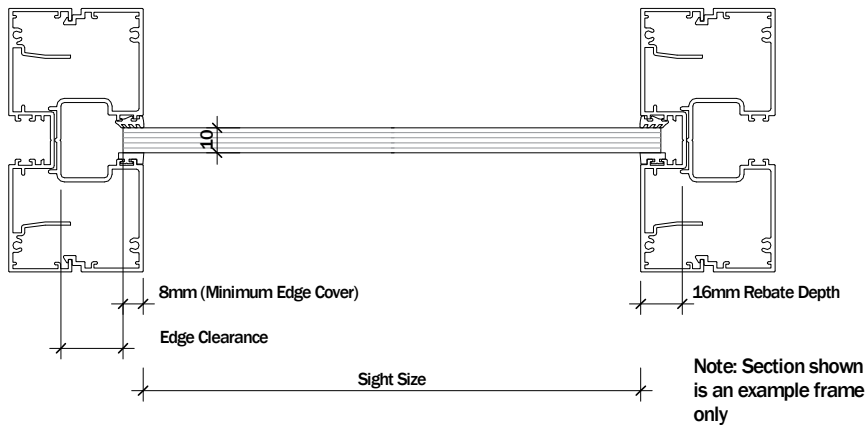 10
8mm (Minimum Edge Cover)
16mm Rebate Depth
Edge Clearance
Sight Size
Note: Section shown
is an example frame
only